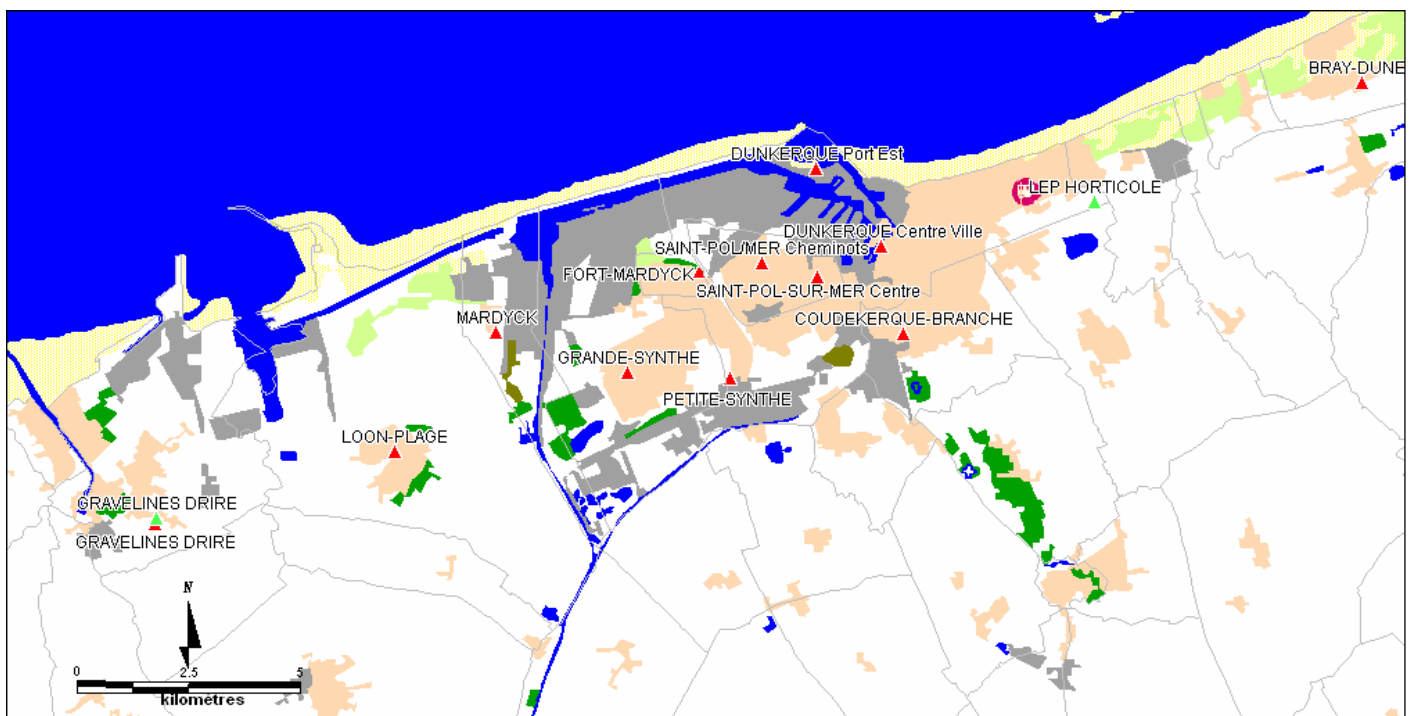 BRAY-DUNE
DUNKERQUE Port Est
LEP HORTICOLE
DUNKERQUE Centre Ville
SAINT-POL/MER Cheminots
FORT-MARDYCK
SAINT-POL-SUR-MER Centre
MARDYCK
COUDEKERQUE-BRANCHE
GRANDE-SYNTHE
PETITE-SYNTHE
LOON-PLAGE
GRAVELINES DRIRE
GRAVELINES DRIRE
N
0 2.5 5
kilomètres